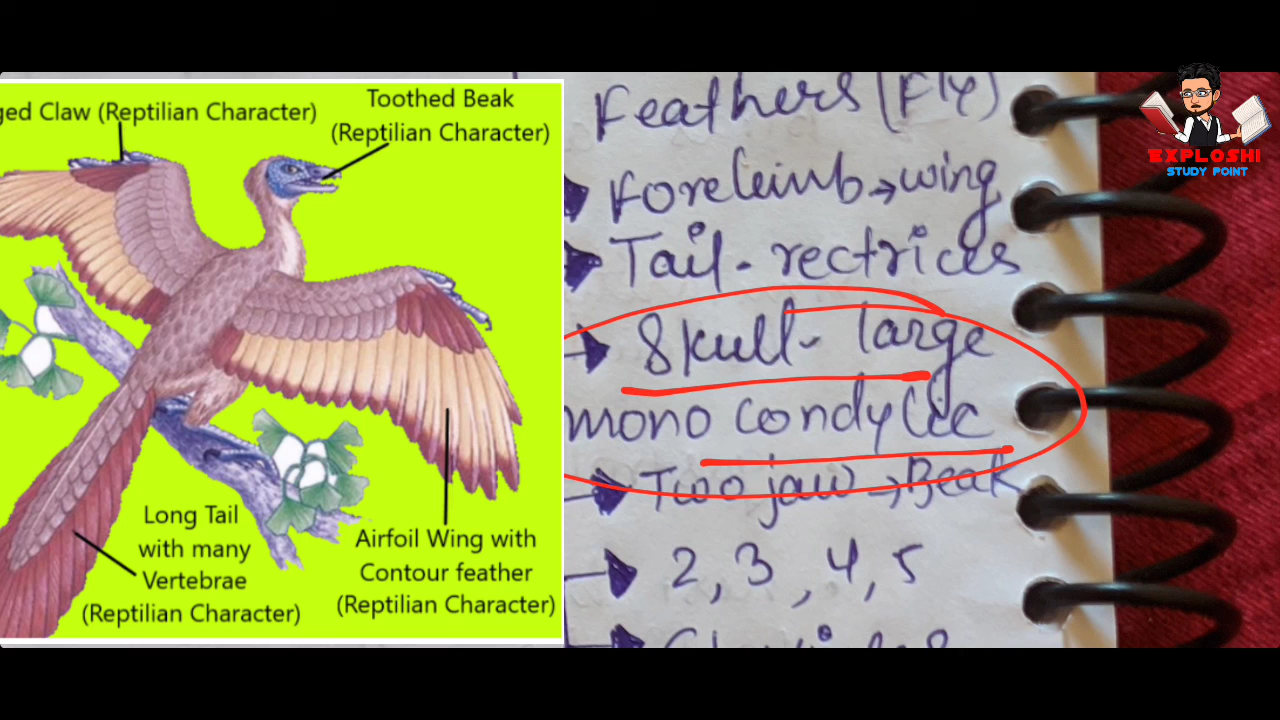 ged Claw (Reptilian Character)
Toothed Beak
(Reptilian Character)
Long Tail
with many
Vertebrae
(Reptilian Character)
Airfoil Wing with
Contour feather
(Reptilian Character)
Feathers (Fly)
Forelimb → wing
Tail - rectrices
Skull - large
mono condylic
Two jaw → Beak
2, 3, 4, 5
EXPLOSHI
STUDY POINT